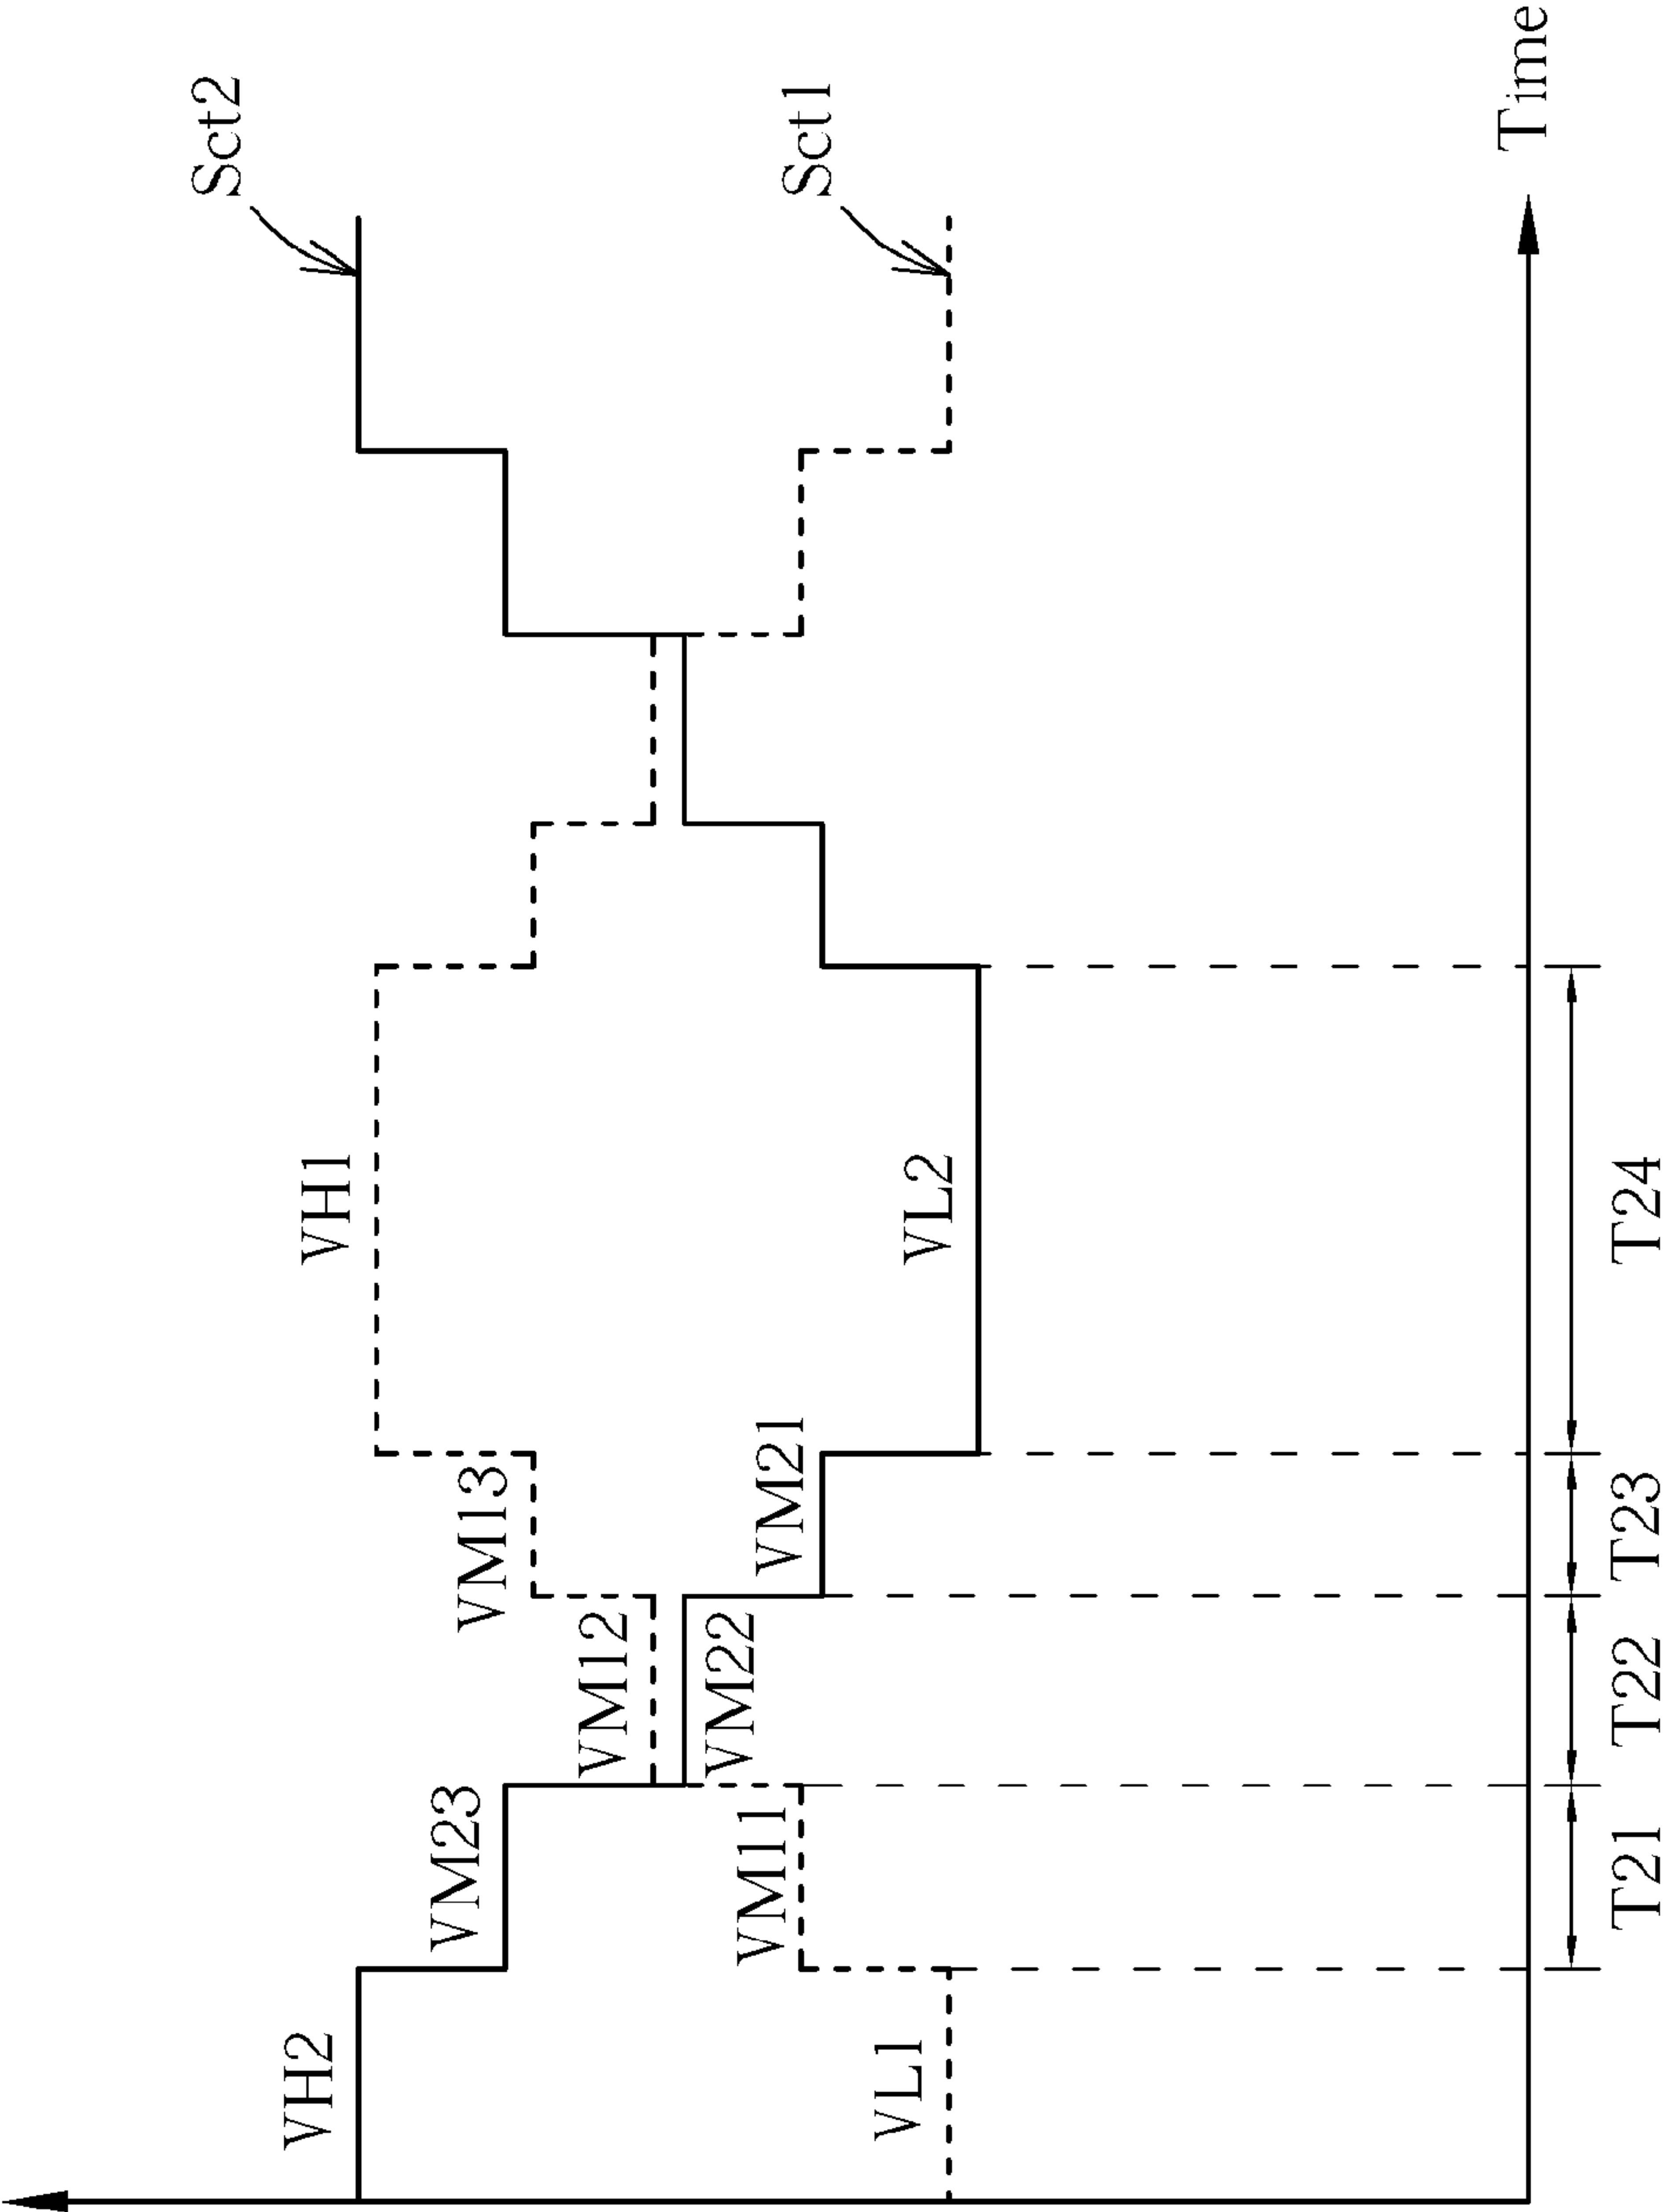 Sct2
Sct1
VH1
VH2
VM23
VM13
VM12
VM22
VM21
VM11
VL2
VL1
Time
T21
T22
T23
T24